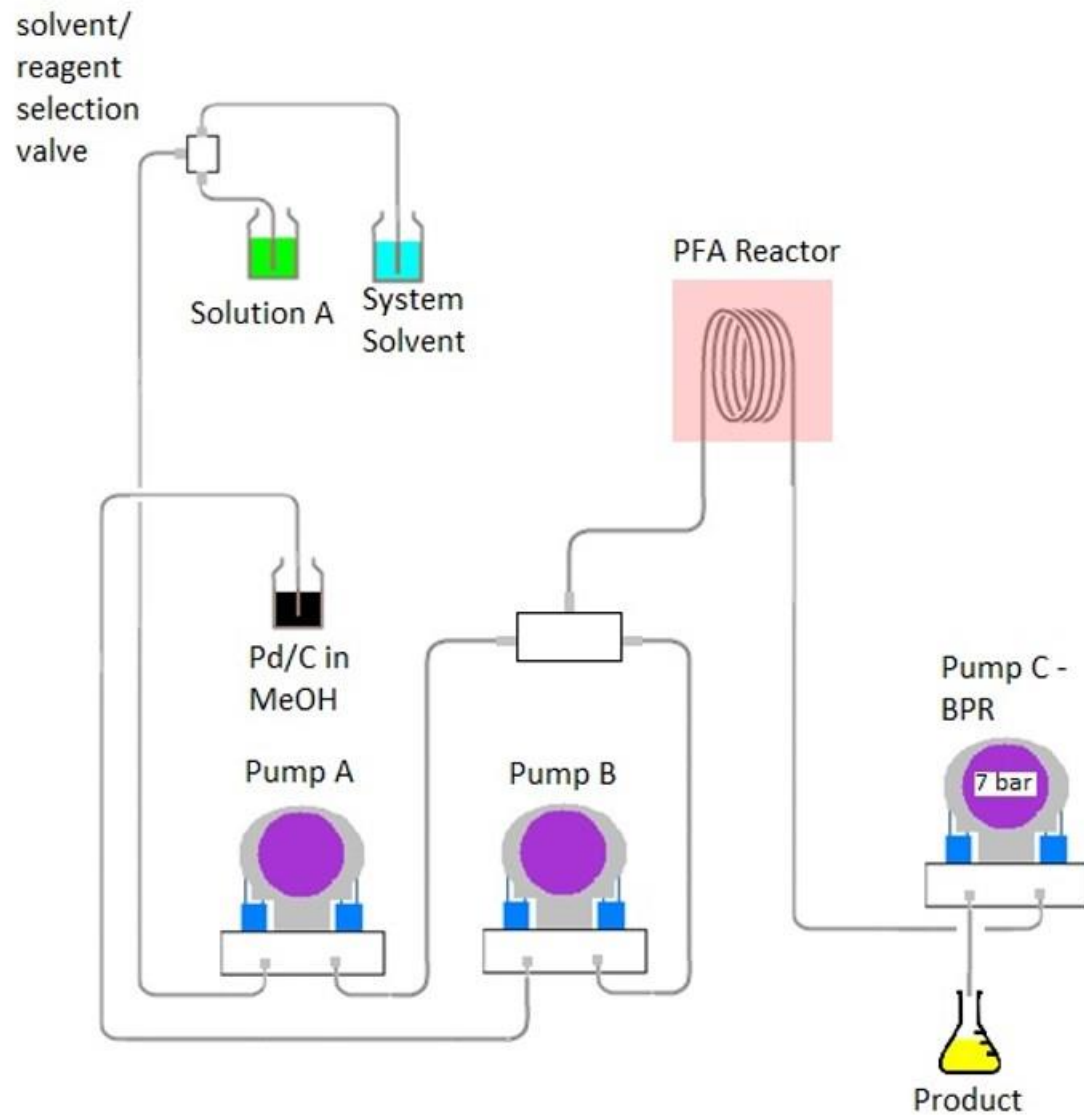 solvent/
reagent
selection
valve
Solution A
System
Solvent
PFA Reactor
Pd/C in
MeOH
Pump A
Pump B
Pump C -
BPR
7 bar
Product